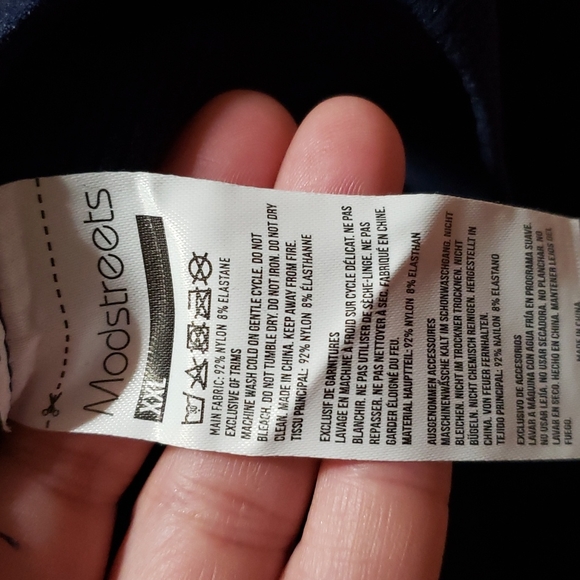 Modstreets
XXL
MAIN FABRIC: 92% NYLON 8% ELASTANE
EXCLUSIVE OF TRIMS
MACHINE WASH COLD ON GENTLE CYCLE. DO NOT
BLEACH. DO NOT TUMBLE DRY. DO NOT IRON. DO NOT DRY
CLEAN. MADE IN CHINA. KEEP AWAY FROM FIRE.
TISSU PRINCIPAL: 92% NYLON 8% ÉLASTHANNE
EXCLUSIF DE GARNITURES
LAVAGE EN MACHINE À FROID SUR CYCLE DÉLICAT. NE PAS
BLANCHIR. NE PAS UTILISER DE SÈCHE-LINGE. NE PAS
REPASSER. NE PAS NETTOYER À SEC. FABRIQUÉ EN CHINE.
GARDER ÉLOIGNÉ DU FEU.
MATERIAL HAUPTTEIL: 92% NYLON 8% ELASTHAN
AUSGENOMMEN ACCESSOIRES
MASCHINENWÄSCHE KALT IM SCHONWASCHGANG. NICHT
BLEICHEN. NICHT IM TROCKNER TROCKNEN. NICHT
BÜGELN. NICHT CHEMISCH REINIGEN. HERGESTELLT IN
CHINA. VON FEUER FERNHALTEN.
TEJIDO PRINCIPAL: 92% NAILON 8% ELASTANO
EXCLUSIVO DE ACCESORIOS
LAVAR A MÁQUINA CON AGUA FRÍA EN PROGRAMA SUAVE.
NO USAR LEJÍA. NO USAR SECADORA. NO PLANCHAR. NO
LAVAR EN SECO. HECHO EN CHINA. MANTENER LEJOS DEL
FUEGO.
MADE IN CHINA